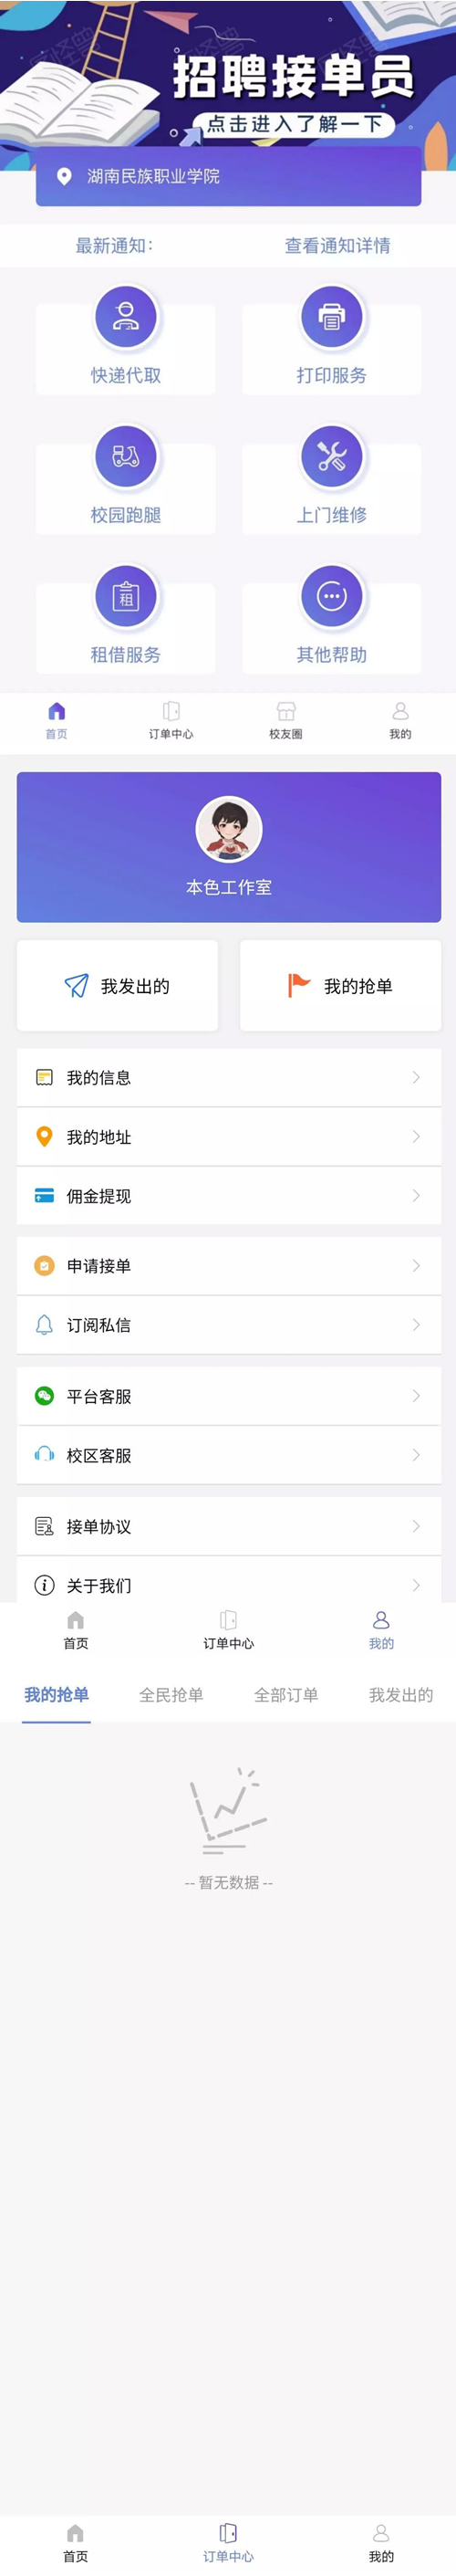 招聘接单员
点击进入了解一下
湖南民族职业学院
最新通知: 查看通知详情
快递代取 打印服务
校园跑腿 上门维修
租
租借服务 其他帮助
首页 订单中心 校友圈 我的
本色工作室
我发出的 我的抢单
我的信息
我的地址
佣金提现
申请接单
订阅私信
平台客服
校区客服
接单协议
关于我们
首页 订单中心 我的
我的抢单 全民抢单 全部订单 我发出的
-- 暂无数据 --
首页 订单中心 我的